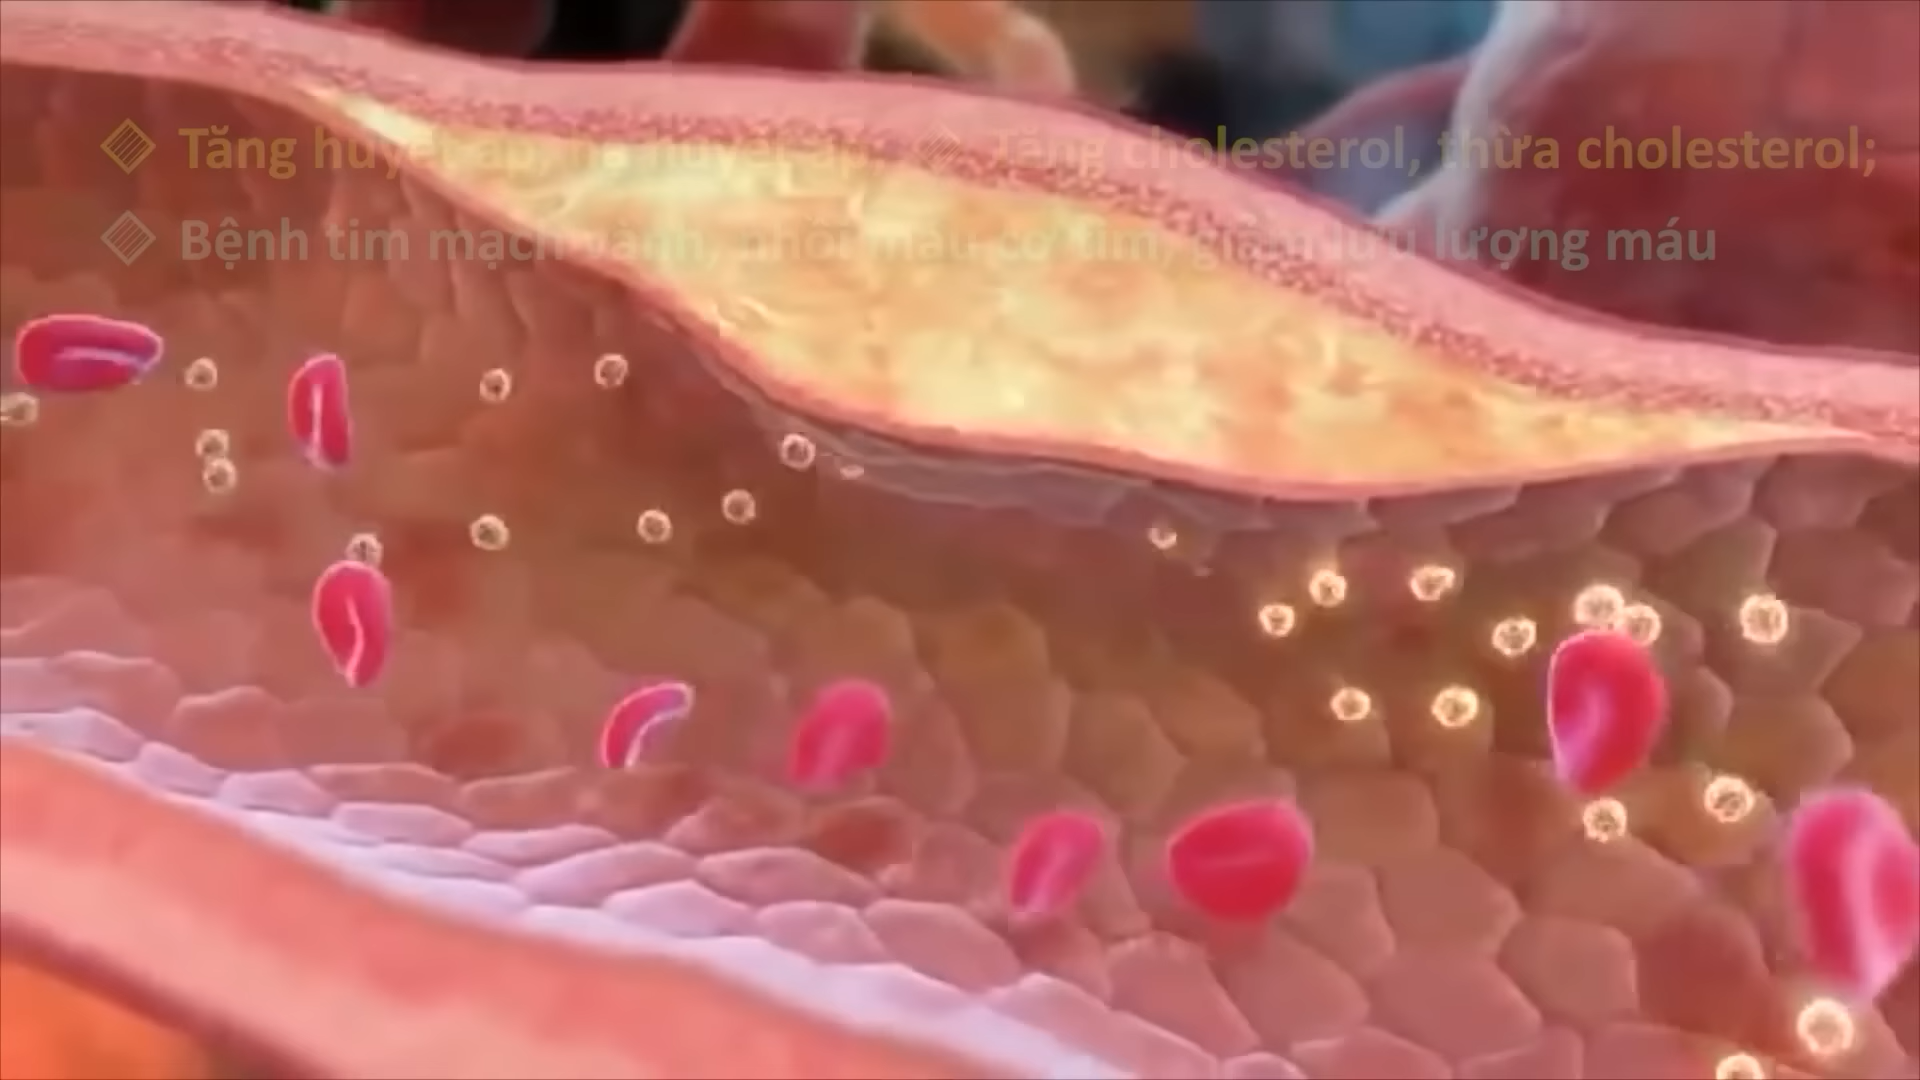 Tăng huyết áp, hạ huyết áp; Tăng cholesterol, thừa cholesterol;
Bệnh tim mạch vành, nhồi máu cơ tim, giảm lưu lượng máu